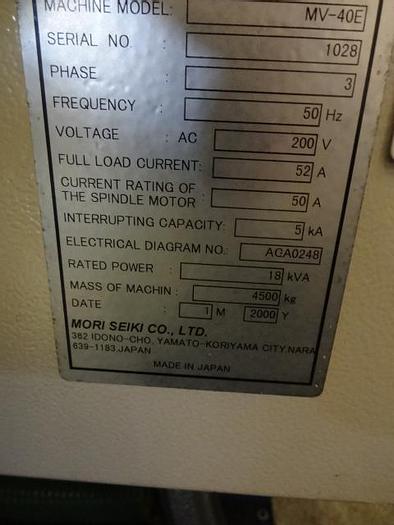 MACHINE MODEL: MV-40E
SERIAL NO. 1028
PHASE : 3
FREQUENCY : 50 Hz
VOLTAGE : AC 200 V
FULL LOAD CURRENT: 52 A
CURRENT RATING OF
THE SPINDLE MOTOR : 50 A
INTERRUPTING CAPACITY: 5 kA
ELECTRICAL DIAGRAM NO.: AGA0248
RATED POWER : 18 kVA
MASS OF MACHIN : 4500 kg
DATE : 1 M 2000 Y
MORI SEIKI CO., LTD.
362 IDONO-CHO, YAMATO-KORIYAMA CITY,NARA
639-1183,JAPAN
MADE IN JAPAN